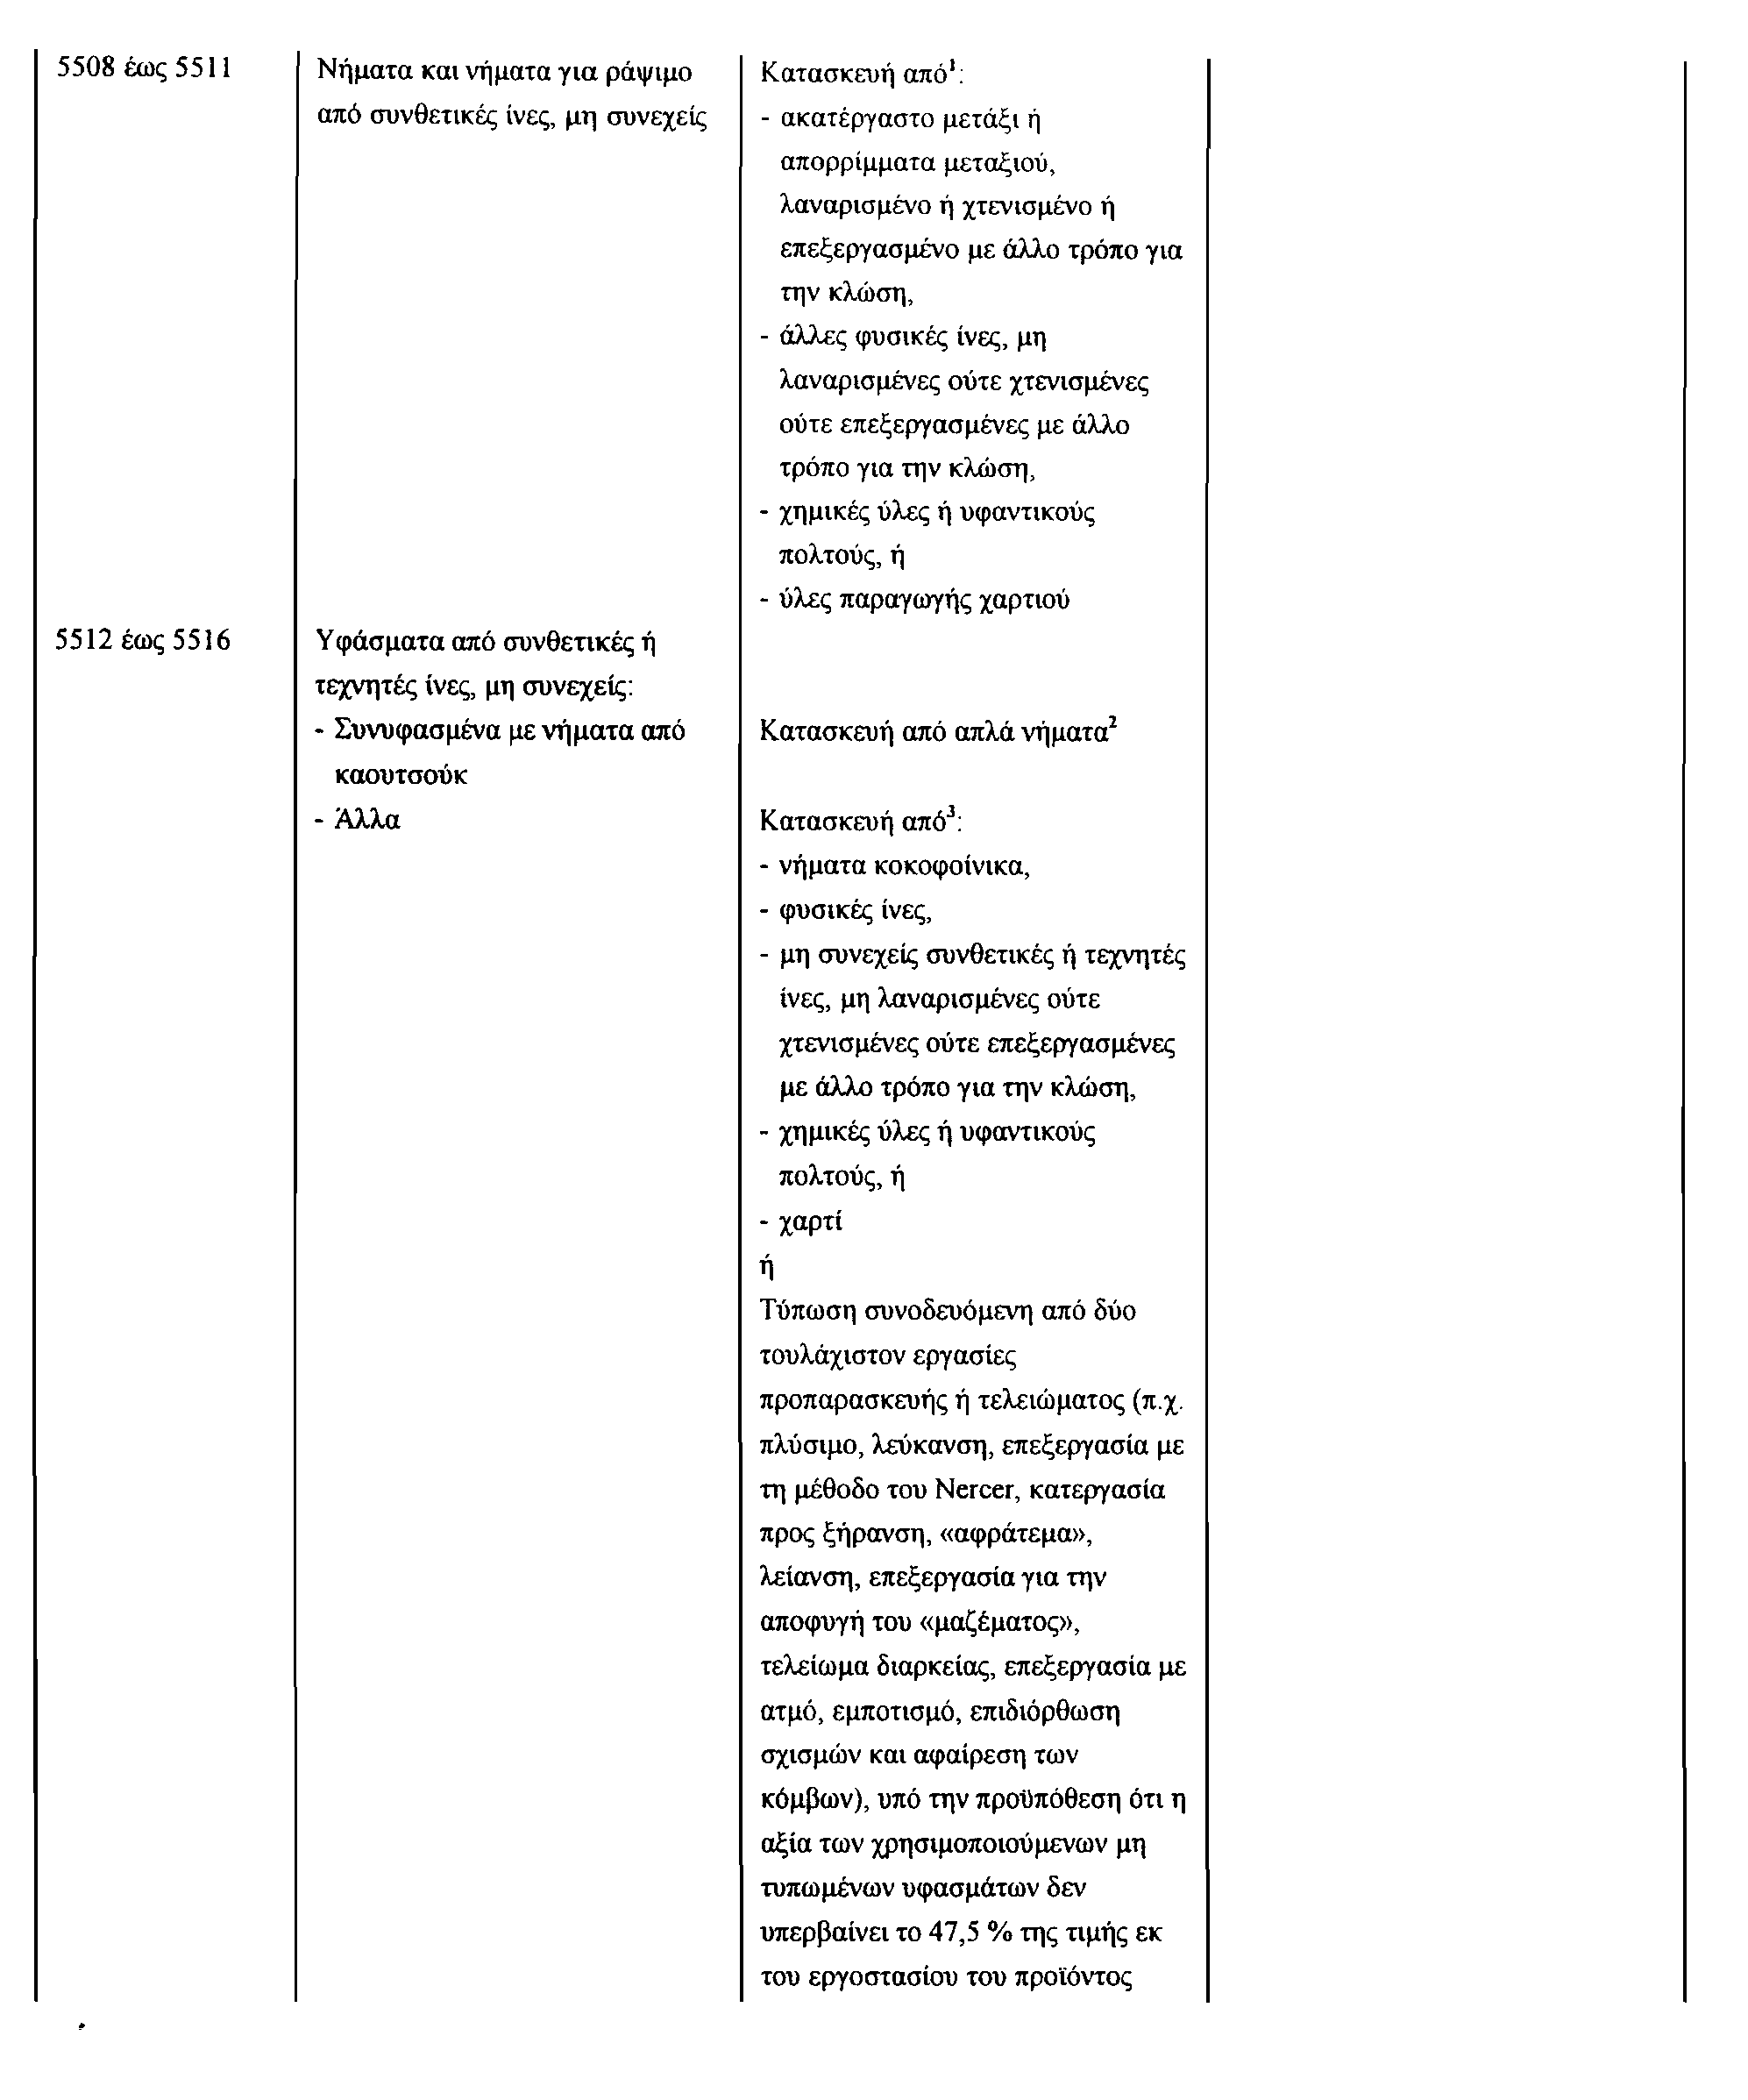 5508 έως 5511
Νήματα και νήματα για ράψιμο
από συνθετικές ίνες, μη συνεχείς
Κατασκευή από¹:
- ακατέργαστο μετάξι ή
απορρίμματα μεταξιού,
λαναρισμένο ή χτενισμένο ή
επεξεργασμένο με άλλο τρόπο για
την κλώση,
- άλλες φυσικές ίνες, μη
λαναρισμένες ούτε χτενισμένες
ούτε επεξεργασμένες με άλλο
τρόπο για την κλώση,
- χημικές ύλες ή υφαντικούς
πολτούς, ή
- ύλες παραγωγής χαρτιού
5512 έως 5516
Υφάσματα από συνθετικές ή
τεχνητές ίνες, μη συνεχείς:
- Συνυφασμένα με νήματα από
καουτσούκ
Κατασκευή από απλά νήματα²
- Άλλα
Κατασκευή από³:
- νήματα κοκοφοίνικα,
- φυσικές ίνες,
- μη συνεχείς συνθετικές ή τεχνητές
ίνες, μη λαναρισμένες ούτε
χτενισμένες ούτε επεξεργασμένες
με άλλο τρόπο για την κλώση,
- χημικές ύλες ή υφαντικούς
πολτούς, ή
- χαρτί
ή
Τύπωση συνοδευόμενη από δύο
τουλάχιστον εργασίες
προπαρασκευής ή τελειώματος (π.χ.
πλύσιμο, λεύκανση, επεξεργασία με
τη μέθοδο του Nercer, κατεργασία
προς ξήρανση, «αφράτεμα»,
λείανση, επεξεργασία για την
αποφυγή του «μαζέματος»,
τελείωμα διαρκείας, επεξεργασία με
ατμό, εμποτισμό, επιδιόρθωση
σχισμών και αφαίρεση των
κόμβων), υπό την προϋπόθεση ότι η
αξία των χρησιμοποιούμενων μη
τυπωμένων υφασμάτων δεν
υπερβαίνει το 47,5 % της τιμής εκ
του εργοστασίου του προϊόντος